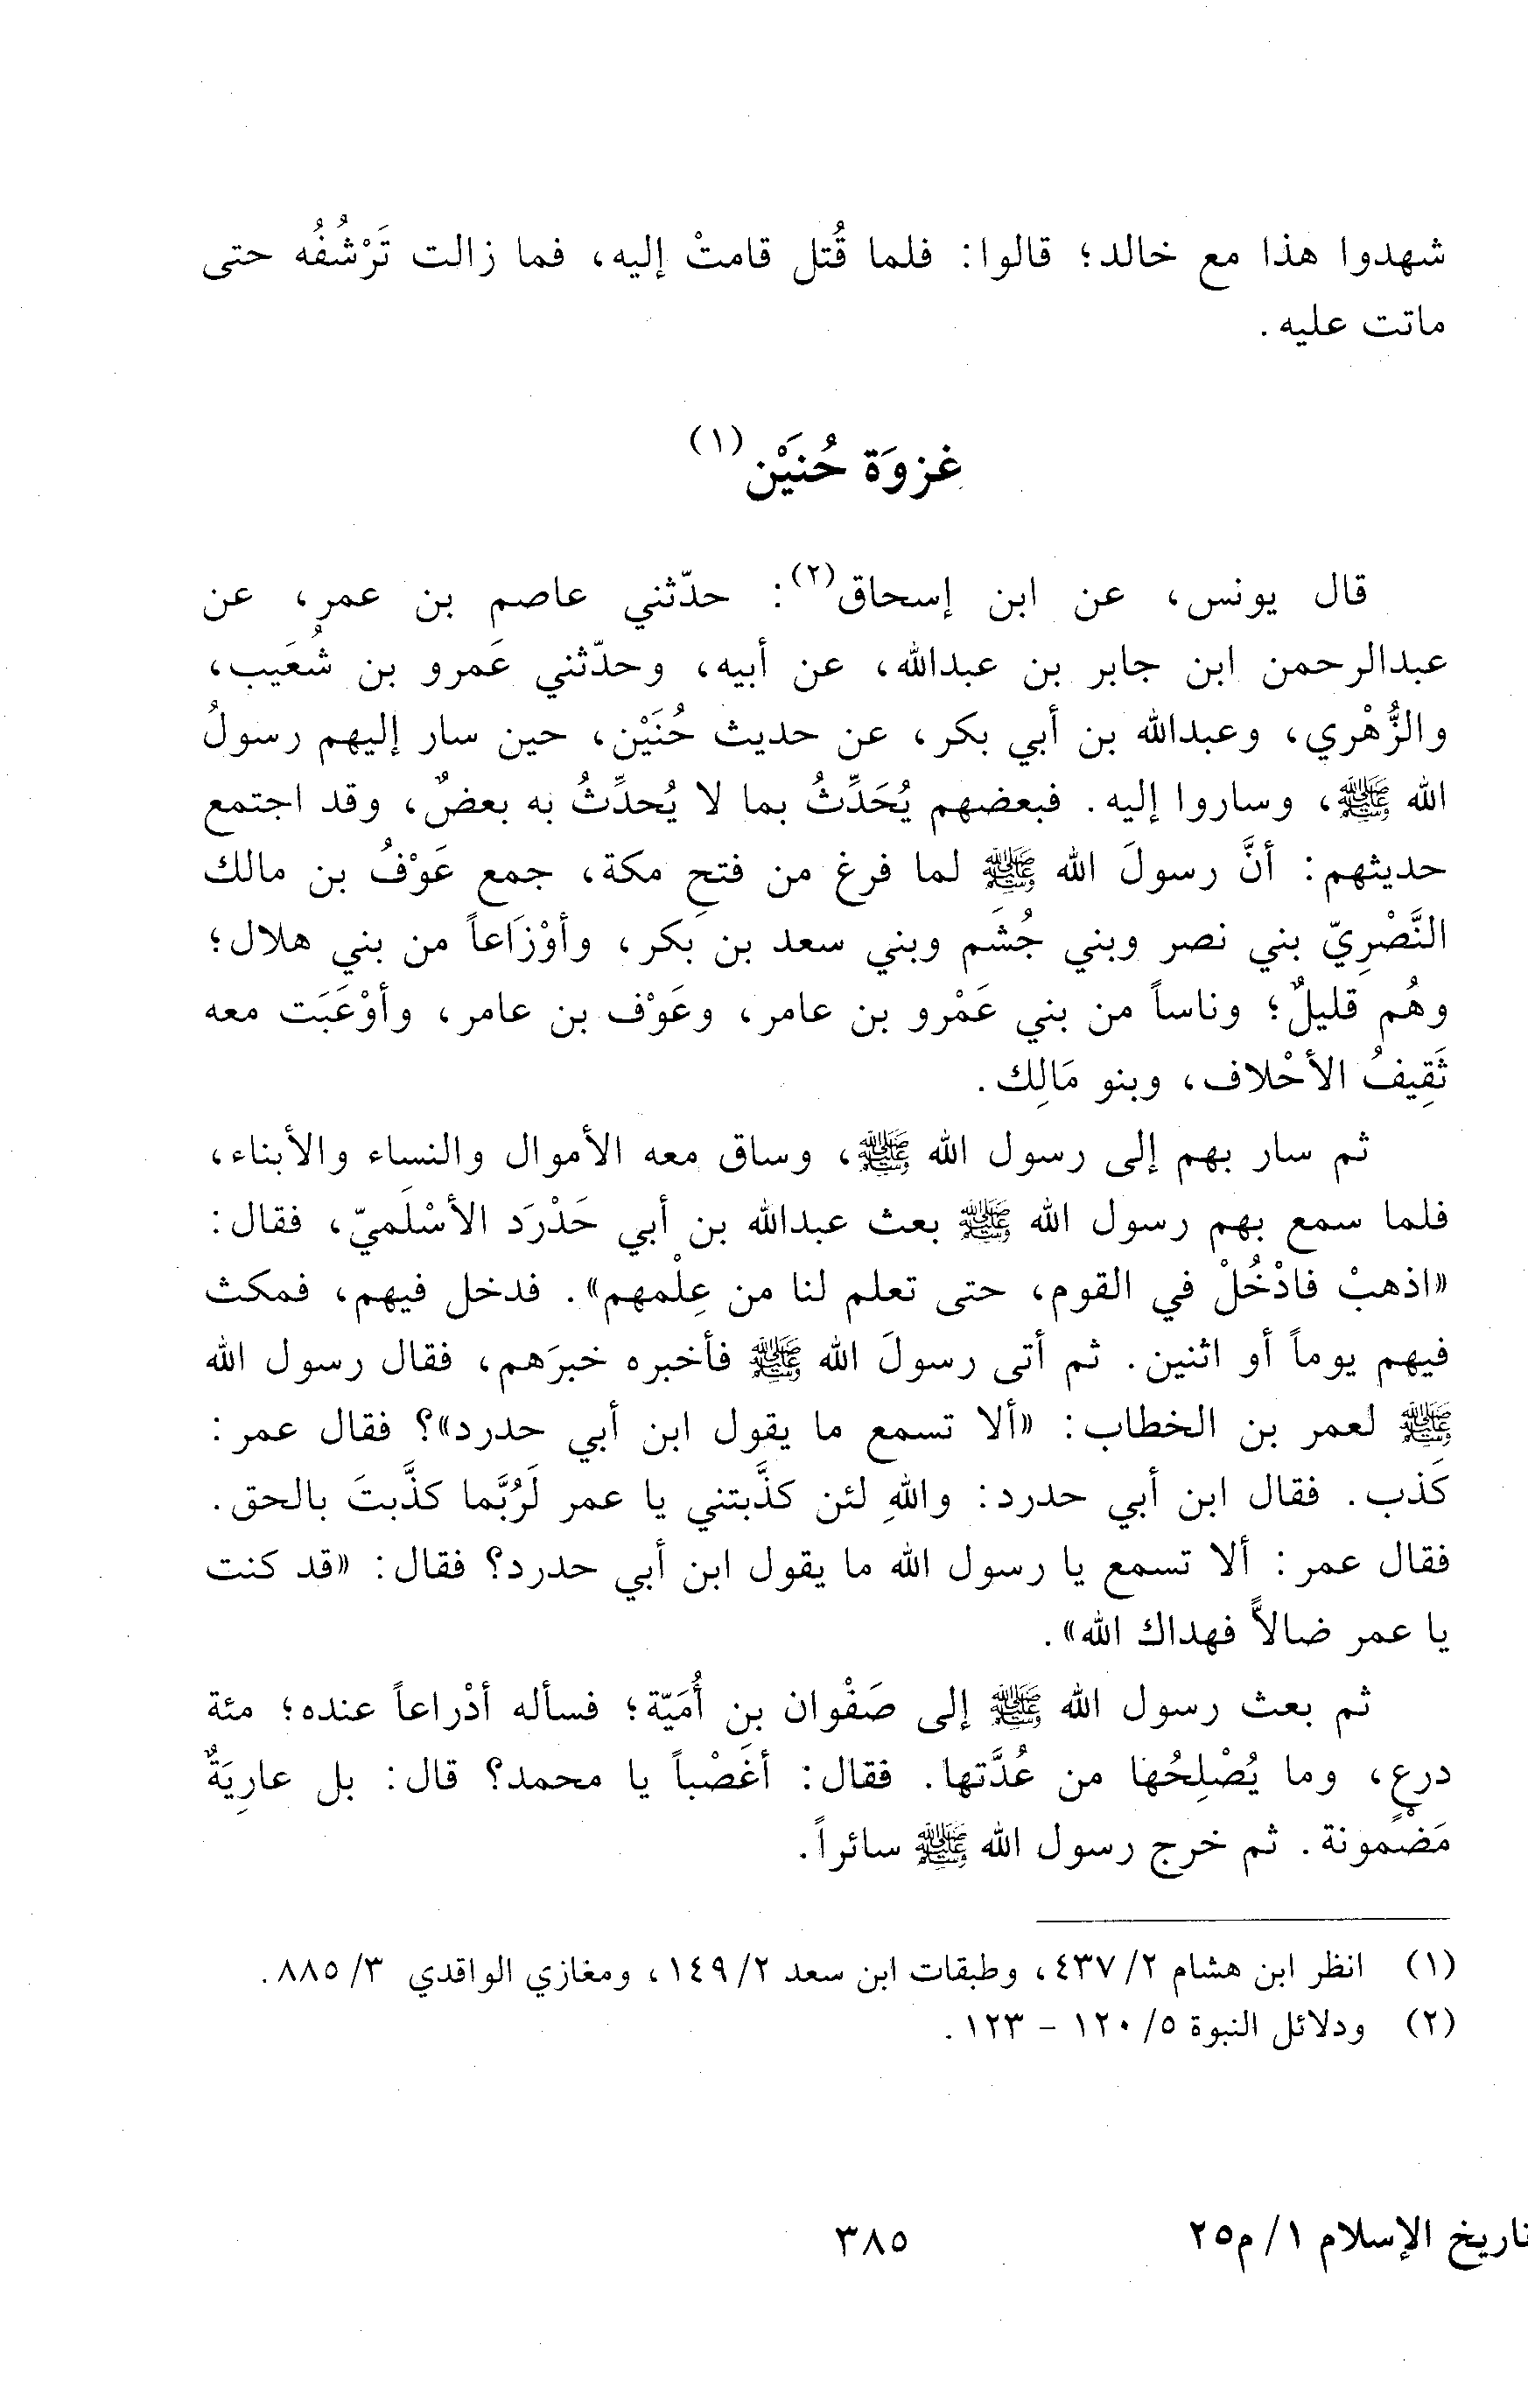 شهدوا هذا مع خالد؛ قالوا: فلما قُتل قامتْ إليه، فما زالت تَرْشُفُه حتى
ماتت عليه.
غزوَة حُنيَْن(١)
قال يونس، عن ابن إسحاق(٢): حدّثني عاصم بن عمر، عن
عبدالرحمن ابن جابر بن عبدالله، عن أبيه، وحدّثني عَمرو بن شُعَيب،
والزُّهْري، وعبدالله بن أبي بكر، عن حديث حُنَيْن، حين سار إليهم رسولُ
الله ﷺ، وساروا إليه. فبعضهم يُحَدِّثُ بما لا يُحدِّثُ به بعضٌ، وقد اجتمع
حديثهم: أنَّ رسولَ الله ﷺ لما فرغ من فتحِ مكة، جمع عَوْفُ بن مالك
النَّصْرِيّ بني نصر وبني جُشَم وبني سعد بن بكر، وأوْزَاعاً من بني هلال؛
وهُم قليلٌ؛ وناساً من بني عَمْرو بن عامر، وعَوْف بن عامر، وأوْعَبَت معه
ثَقِيفُ الأحْلاف، وبنو مَالِك.
ثم سار بهم إلى رسول الله ﷺ، وساق معه الأموال والنساء والأبناء،
فلما سمع بهم رسول الله ﷺ بعث عبدالله بن أبي حَدْرَد الأسْلَميّ، فقال:
«اذهبْ فادْخُلْ في القوم، حتى تعلم لنا من عِلْمهم». فدخل فيهم، فمكث
فيهم يوماً أو اثنين. ثم أتى رسولَ الله ﷺ فأخبره خبرَهم، فقال رسول الله
ﷺ لعمر بن الخطاب: «ألا تسمع ما يقول ابن أبي حدرد»؟ فقال عمر:
كَذب. فقال ابن أبي حدرد: واللهِ لئن كذَّبتني يا عمر لَرُبَّما كذَّبتَ بالحق.
فقال عمر: ألا تسمع يا رسول الله ما يقول ابن أبي حدرد؟ فقال: «قد كنت
يا عمر ضالاًّ فهداك الله».
ثم بعث رسول الله ﷺ إلى صَفْوان بن أُمَيّة؛ فسأله أدْراعاً عنده؛ مئة
درعٍ، وما يُصْلِحُها من عُدَّتها. فقال: أغَصْباً يا محمد؟ قال: بل عارِيَةٌ
مَضْمونة. ثم خرج رسول الله ﷺ سائراً.
(١) انظر ابن هشام ٢/ ٤٣٧، وطبقات ابن سعد ٢/ ١٤٩، ومغازي الواقدي ٣/ ٨٨٥.
(٢) ودلائل النبوة ٥/ ١٢٠ - ١٢٣.
تاريخ الإسلام ١/ م٢٥
٣٨٥